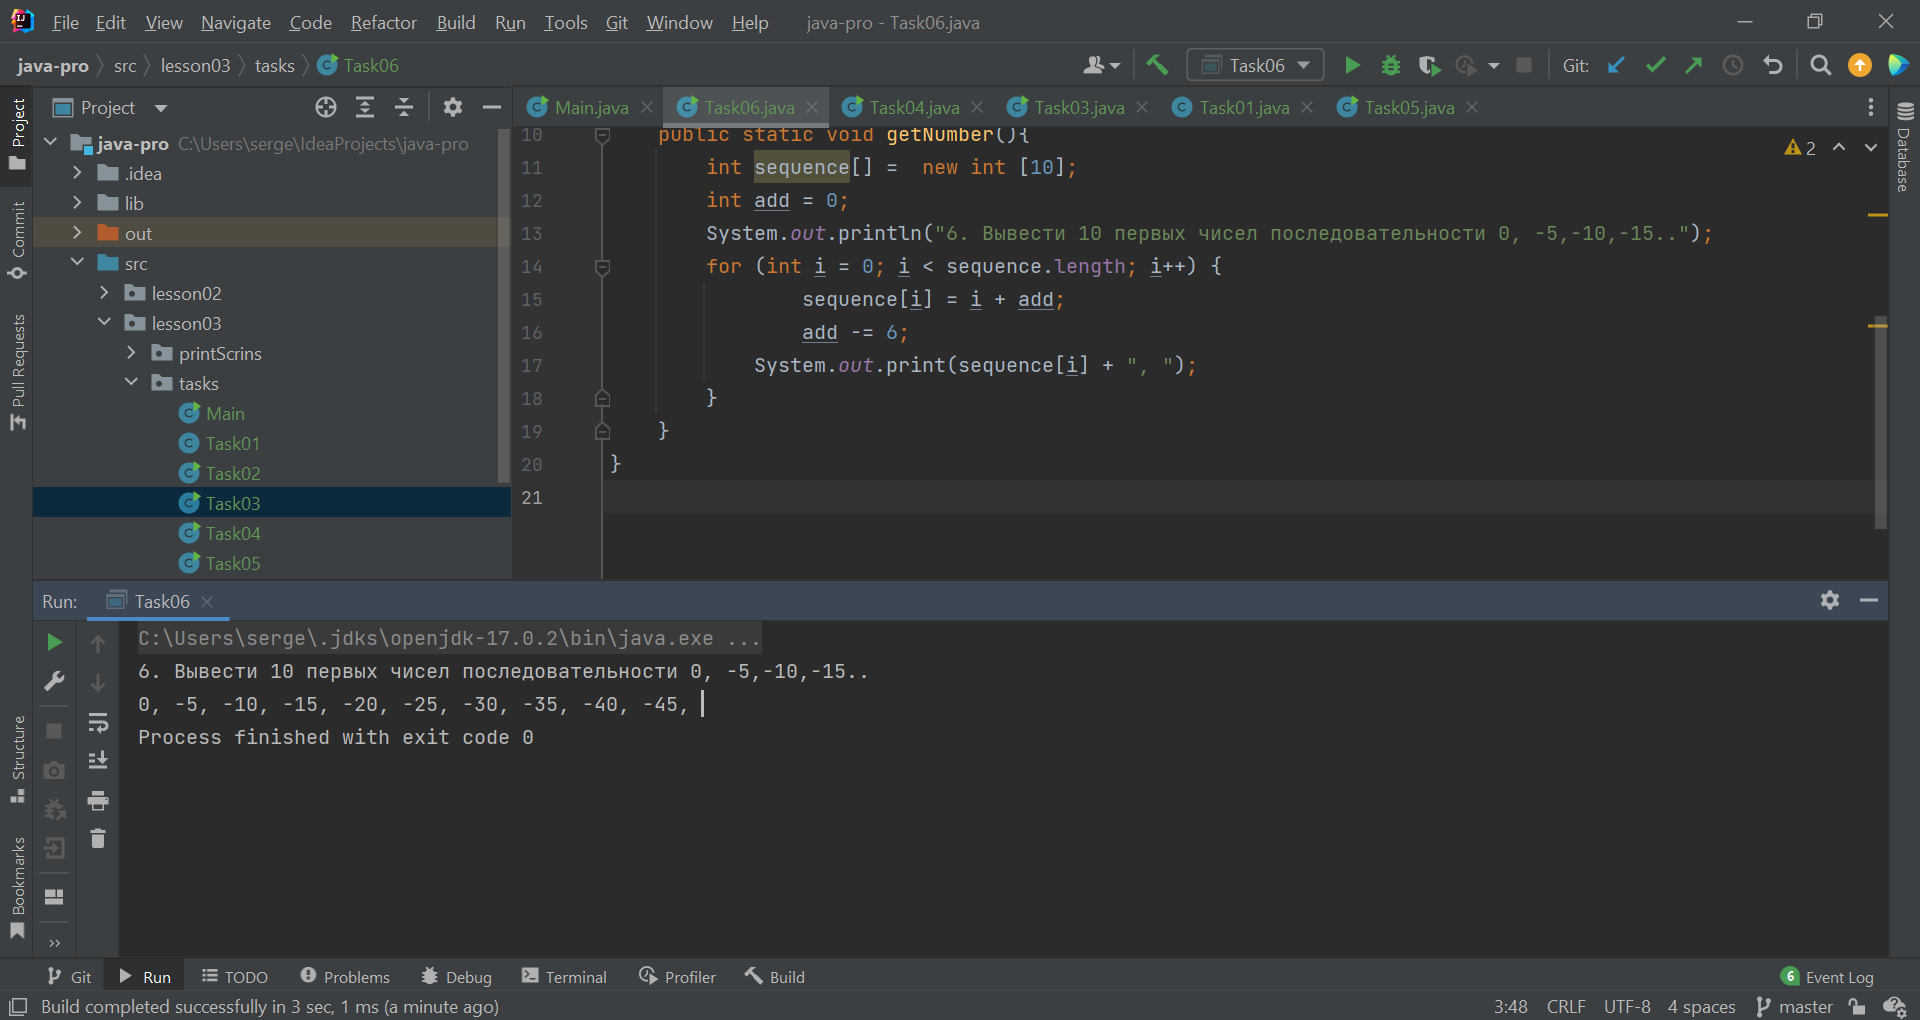 File Edit View Navigate Code Refactor Build Run Tools Git Window Help java-pro - Task06.java
java-pro src lesson03 tasks Task06
Task06 Git:
Project
Main.java Task06.java Task04.java Task03.java Task01.java Task05.java
java-pro C:\Users\serge\IdeaProjects\java-pro
.idea
lib
out
src
lesson02
lesson03
printScrins
tasks
Main
Task01
Task02
Task03
Task04
Task05
10 public static void getNumber(){
11 int sequence[] =  new int [10];
12 int add = 0;
13 System.out.println("6. Вывести 10 первых чисел последовательности 0, -5,-10,-15..");
14 for (int i = 0; i < sequence.length; i++) {
15 sequence[i] = i + add;
16 add -= 6;
17 System.out.print(sequence[i] + ", ");
18 }
19 }
20 }
21
2
Project
Commit
Pull Requests
Structure
Bookmarks
Database
Run: Task06
C:\Users\serge\.jdks\openjdk-17.0.2\bin\java.exe ...
6. Вывести 10 первых чисел последовательности 0, -5,-10,-15..
0, -5, -10, -15, -20, -25, -30, -35, -40, -45,
Process finished with exit code 0
Git Run TODO Problems Debug Terminal Profiler Build 6 Event Log
Build completed successfully in 3 sec, 1 ms (a minute ago) 3:48 CRLF UTF-8 4 spaces master